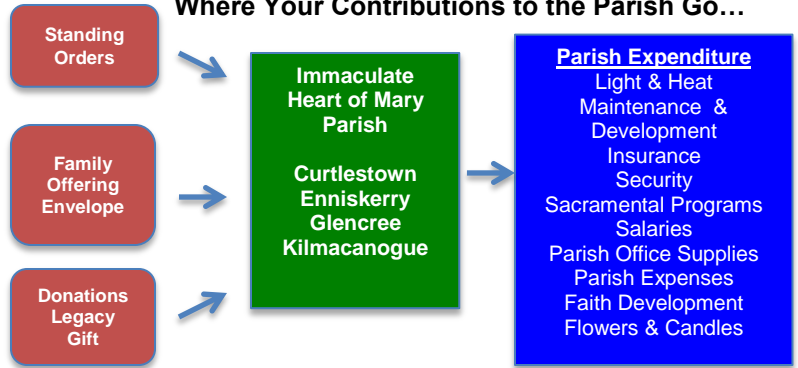 Where Your Contributions to the Parish Go…
Standing
Orders
Family
Offering
Envelope
Donations
Legacy
Gift
Immaculate
Heart of Mary
Parish
Curtlestown
Enniskerry
Glencree
Kilmacanogue
Parish Expenditure
Light & Heat
Maintenance &
Development
Insurance
Security
Sacramental Programs
Salaries
Parish Office Supplies
Parish Expenses
Faith Development
Flowers & Candles